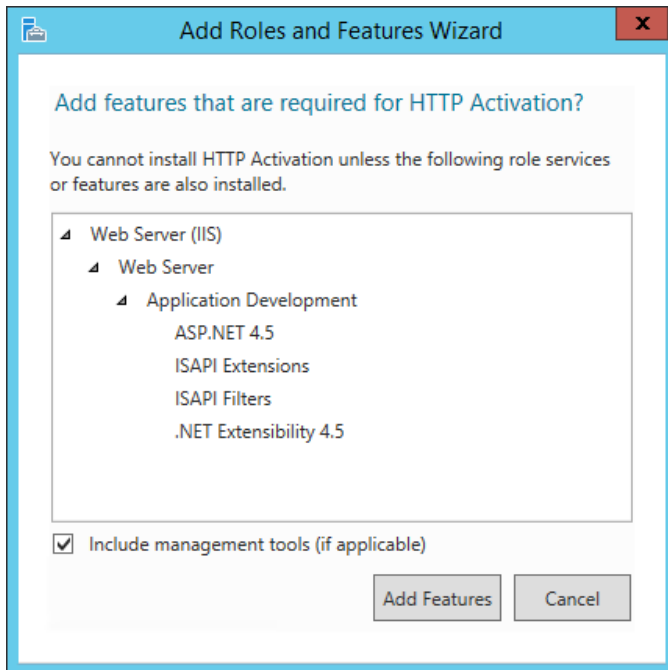 Add Roles and Features Wizard
x
Add features that are required for HTTP Activation?
You cannot install HTTP Activation unless the following role services
or features are also installed.
Web Server (IIS)
Web Server
Application Development
ASP.NET 4.5
ISAPI Extensions
ISAPI Filters
.NET Extensibility 4.5
Include management tools (if applicable)
Add Features
Cancel